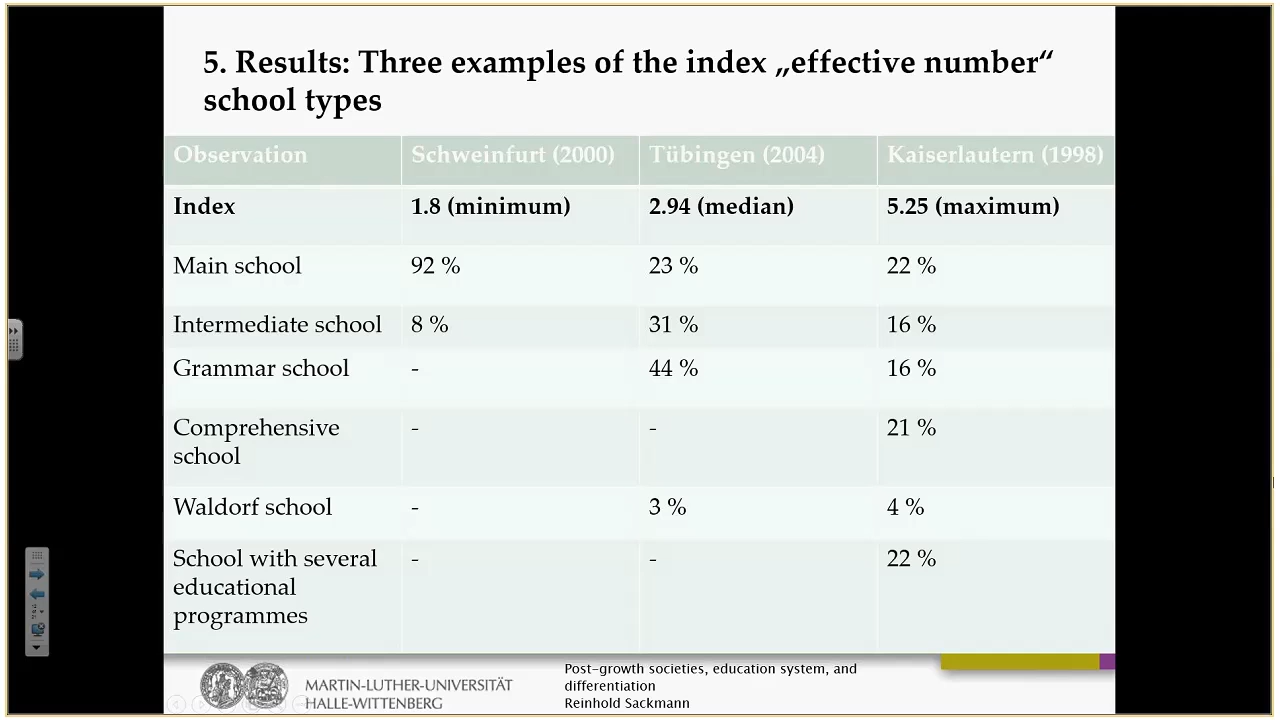 5. Results: Three examples of the index „effective number“
school types
Observation Schweinfurt (2000) Tübingen (2004) Kaiserlautern (1998)
Index 1.8 (minimum) 2.94 (median) 5.25 (maximum)
Main school 92 % 23 % 22 %
Intermediate school 8 % 31 % 16 %
Grammar school - 44 % 16 %
Comprehensive - - 21 %
school
Waldorf school - 3 % 4 %
School with several - - 22 %
educational
programmes
MARTIN-LUTHER-UNIVERSITÄT
HALLE-WITTENBERG
Post-growth societies, education system, and
differentiation
Reinhold Sackmann